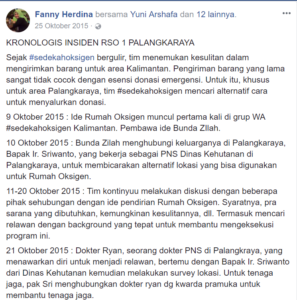 Fanny Herdina bersama Yuni Arshafa dan 12 lainnya.
25 Oktober 2015
KRONOLOGIS INSIDEN RSO 1 PALANGKARAYA
Sejak #sedekahoksigen bergulir, tim menemukan kesulitan dalam
mengirimkan barang untuk area Kalimantan. Pengiriman barang yang lama
sangat tidak cocok dengan esensi donasi emergensi. Untuk itu, khusus
untuk area Palangkaraya, tim #sedekahoksigen mencari alternatif cara
untuk menyalurkan donasi.
9 Oktober 2015 : Ide Rumah Oksigen muncul pertama kali di grup WA
#sedekahoksigen Kalimantan. Pembawa ide Bunda ZIlah.
10 Oktober 2015 : Bunda Zilah menghubungi keluarganya di Palangkaraya,
Bapak Ir. Sriwanto, yang bekerja sebagai PNS Dinas Kehutanan di
Palangkaraya, untuk membicarakan alternatif lokasi yang bisa digunakan
untuk Rumah Oksigen.
11-20 Oktober 2015 : Tim kontinyuu melakukan diskusi dengan beberapa
pihak sehubungan dengan ide pendirian Rumah Oksigen. Syaratnya, pra
sarana yang dibutuhkan, kemungkinan kesulitannya, dll. Termasuk mencari
relawan dengan background yang tepat untuk membantu mengeksekusi
program ini.
21 Oktober 2015 : Dokter Ryan, seorang dokter PNS di Palangkraya, yang
menawarkan diri untuk menjadi relawan, bertemu dengan Bapak Ir. Sriwanto
dari Dinas Kehutanan kemudian melakukan survey lokasi. Untuk tenaga
jaga, pak Sri menghubungkan dokter ryan dg kwarda pramuka untuk
membantu tenaga jaga.